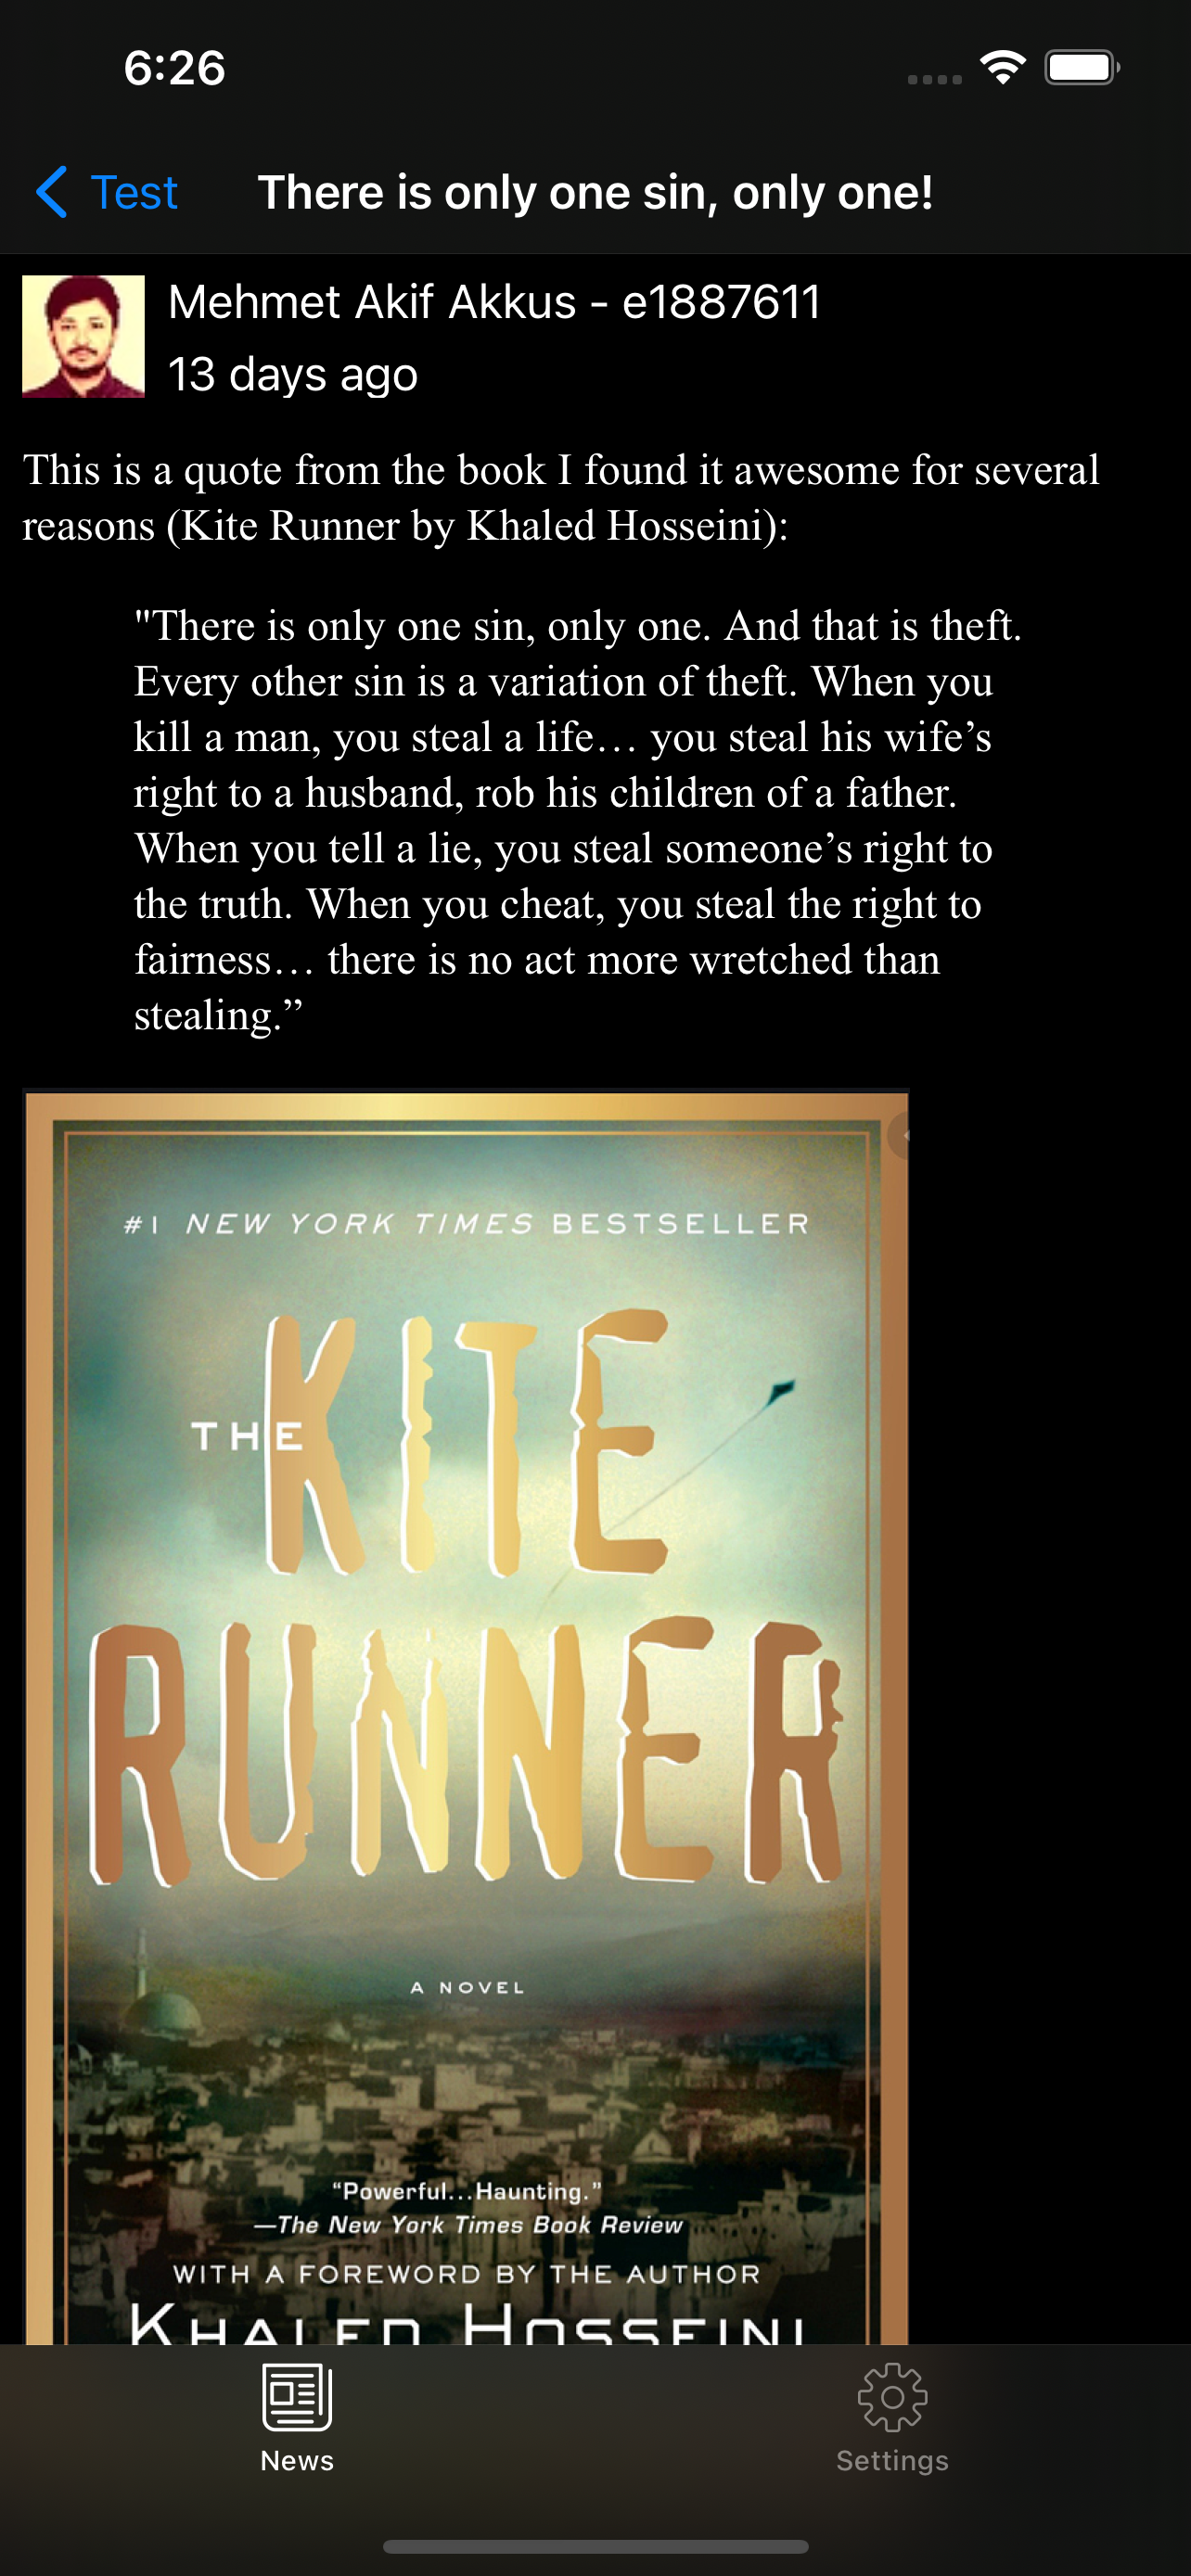 6:26
Test
There is only one sin, only one!
Mehmet Akif Akkus - e1887611
13 days ago
This is a quote from the book I found it awesome for several
reasons (Kite Runner by Khaled Hosseini):
"There is only one sin, only one. And that is theft.
Every other sin is a variation of theft. When you
kill a man, you steal a life… you steal his wife’s
right to a husband, rob his children of a father.
When you tell a lie, you steal someone’s right to
the truth. When you cheat, you steal the right to
fairness… there is no act more wretched than
stealing.”
#1 NEW YORK TIMES BESTSELLER
THE KITE
RUNNER
A NOVEL
“Powerful...Haunting.”
—The New York Times Book Review
WITH A FOREWORD BY THE AUTHOR
KHALED HOSSEINI
News
Settings